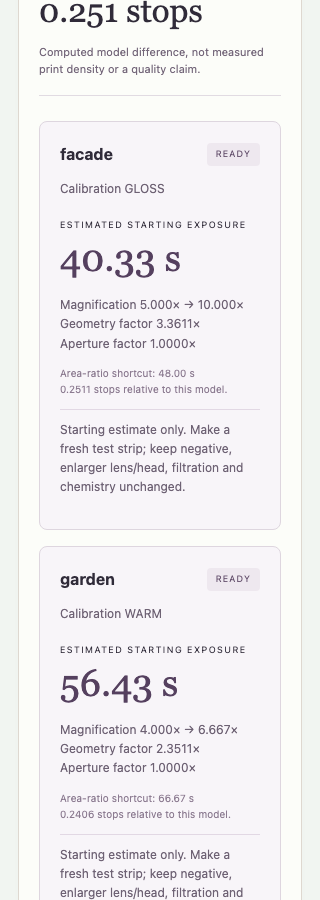 0.251 stops
Computed model difference, not measured
print density or a quality claim.
facade
READY
Calibration GLOSS
ESTIMATED STARTING EXPOSURE
40.33 s
Magnification 5.000× → 10.000×
Geometry factor 3.3611×
Aperture factor 1.0000×
Area-ratio shortcut: 48.00 s
0.2511 stops relative to this model.
Starting estimate only. Make a
fresh test strip; keep negative,
enlarger lens/head, filtration and
chemistry unchanged.
garden
READY
Calibration WARM
ESTIMATED STARTING EXPOSURE
56.43 s
Magnification 4.000× → 6.667×
Geometry factor 2.3511×
Aperture factor 1.0000×
Area-ratio shortcut: 66.67 s
0.2406 stops relative to this model.
Starting estimate only. Make a
fresh test strip; keep negative,
enlarger lens/head, filtration and